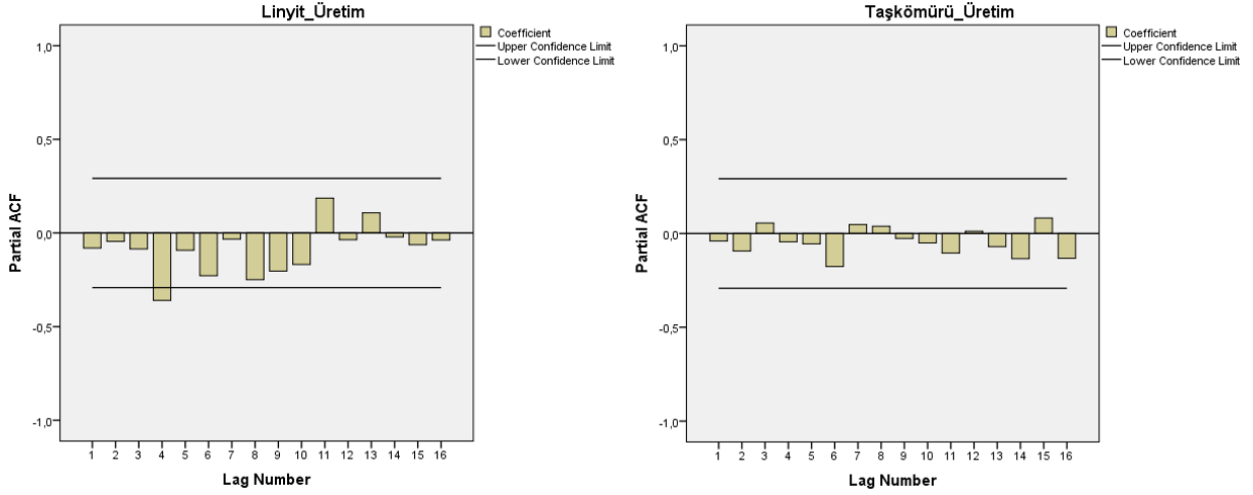 Linyit_Üretim
Coefficient
Upper Confidence Limit
Lower Confidence Limit
Partial ACF
1,0
0,5
0,0
-0,5
-1,0
1 2 3 4 5 6 7 8 9 10 11 12 13 14 15 16
Lag Number
Taşkömürü_Üretim
Coefficient
Upper Confidence Limit
Lower Confidence Limit
Partial ACF
1,0
0,5
0,0
-0,5
-1,0
1 2 3 4 5 6 7 8 9 10 11 12 13 14 15 16
Lag Number